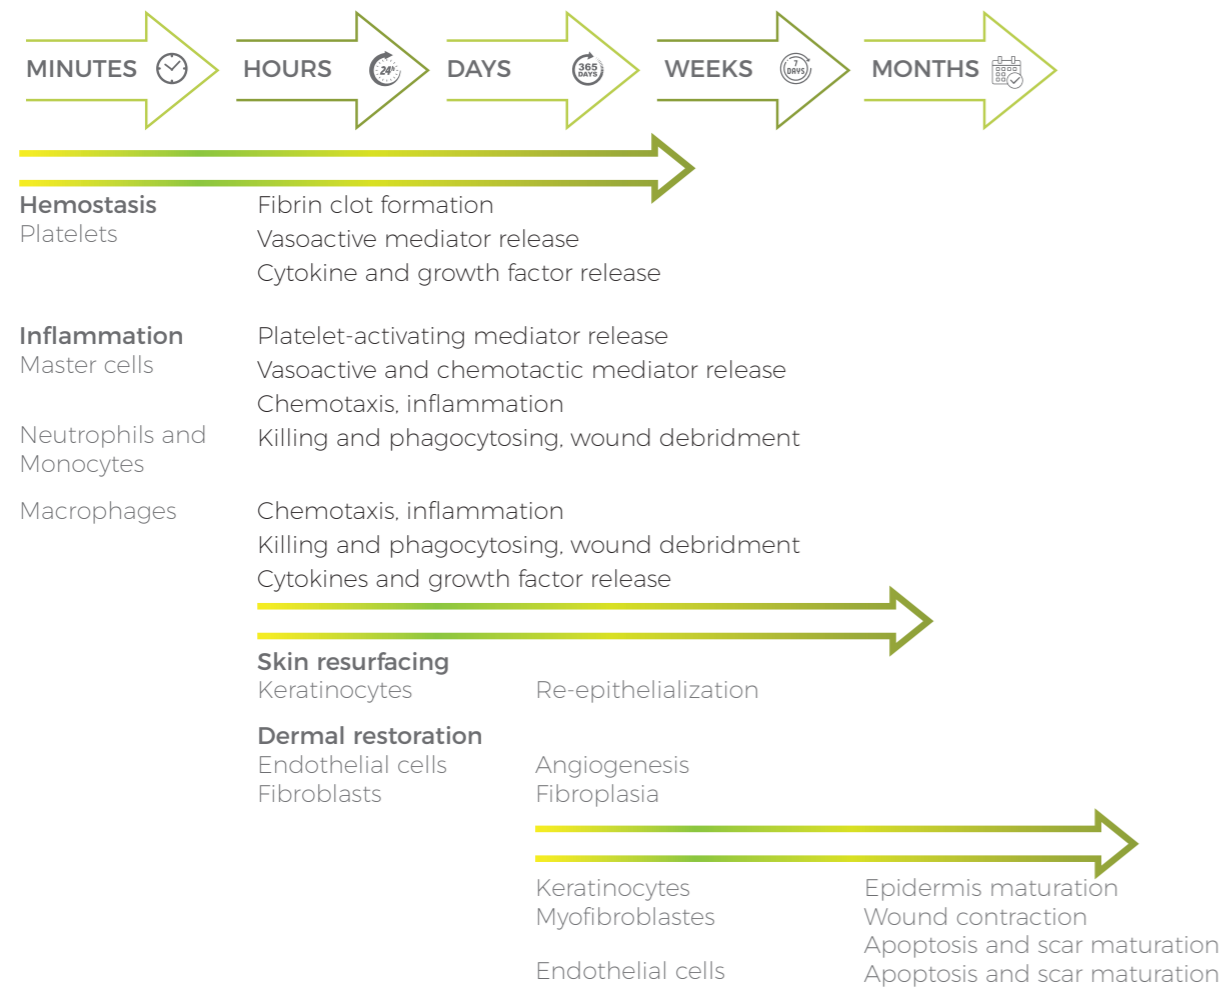 MINUTES
HOURS
24h
DAYS
365
DAYS
WEEKS
7
DAYS
MONTHS
Hemostasis
Platelets
Fibrin clot formation
Vasoactive mediator release
Cytokine and growth factor release
Inflammation
Master cells
Platelet-activating mediator release
Vasoactive and chemotactic mediator release
Chemotaxis, inflammation
Neutrophils and
Monocytes
Killing and phagocytosing, wound debridment
Macrophages
Chemotaxis, inflammation
Killing and phagocytosing, wound debridment
Cytokines and growth factor release
Skin resurfacing
Keratinocytes
Re-epithelialization
Dermal restoration
Endothelial cells
Angiogenesis
Fibroblasts
Fibroplasia
Keratinocytes
Epidermis maturation
Myofibroblastes
Wound contraction
Apoptosis and scar maturation
Endothelial cells
Apoptosis and scar maturation